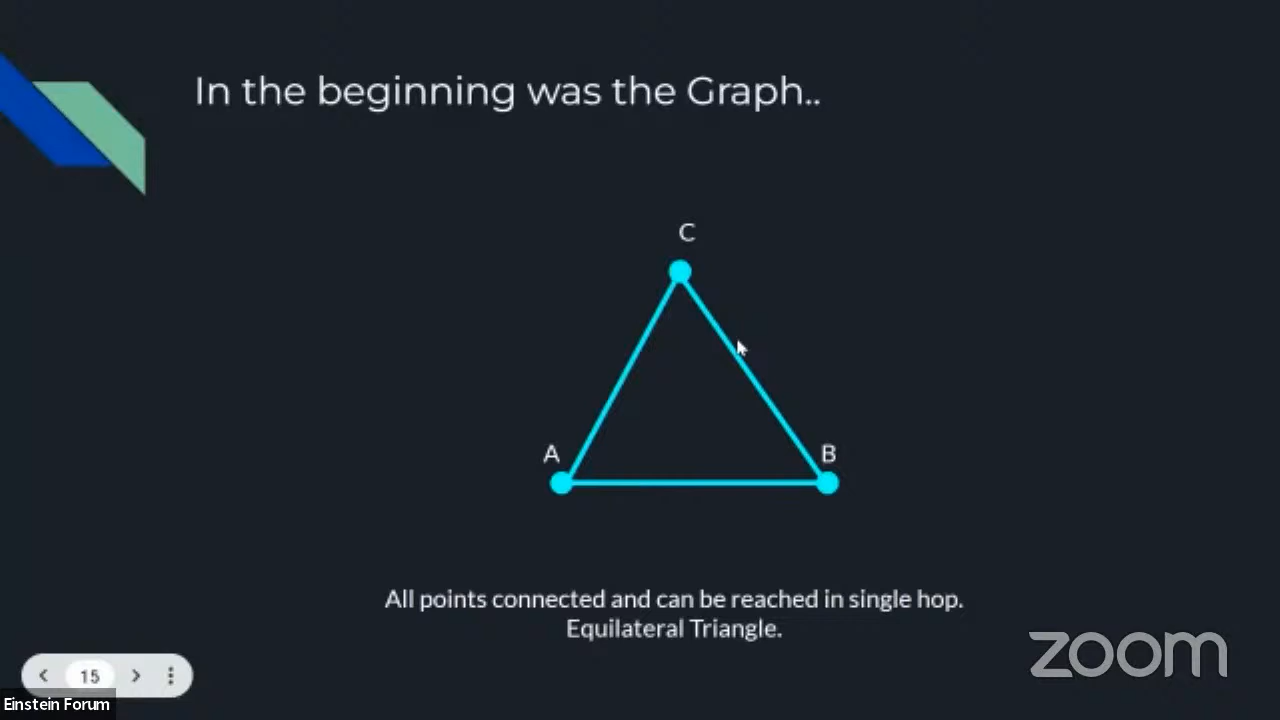 In the beginning was the Graph..
C
A
B
All points connected and can be reached in single hop.
Equilateral Triangle.
zoom
15
Einstein Forum